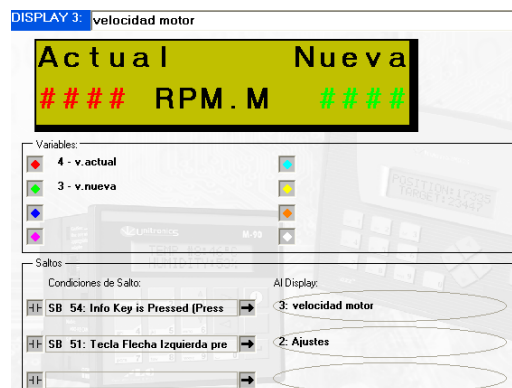 DISPLAY 3: velocidad motor
Actual Nueva
#### RPM.M ####
Variables:
4 - v.actual
3 - v.nueva
Saltos
Condiciones de Salto: Al Display:
SB 54: Info Key is Pressed (Press 3: velocidad motor
SB 51: Tecla Flecha Izquierda pre 2: Ajustes